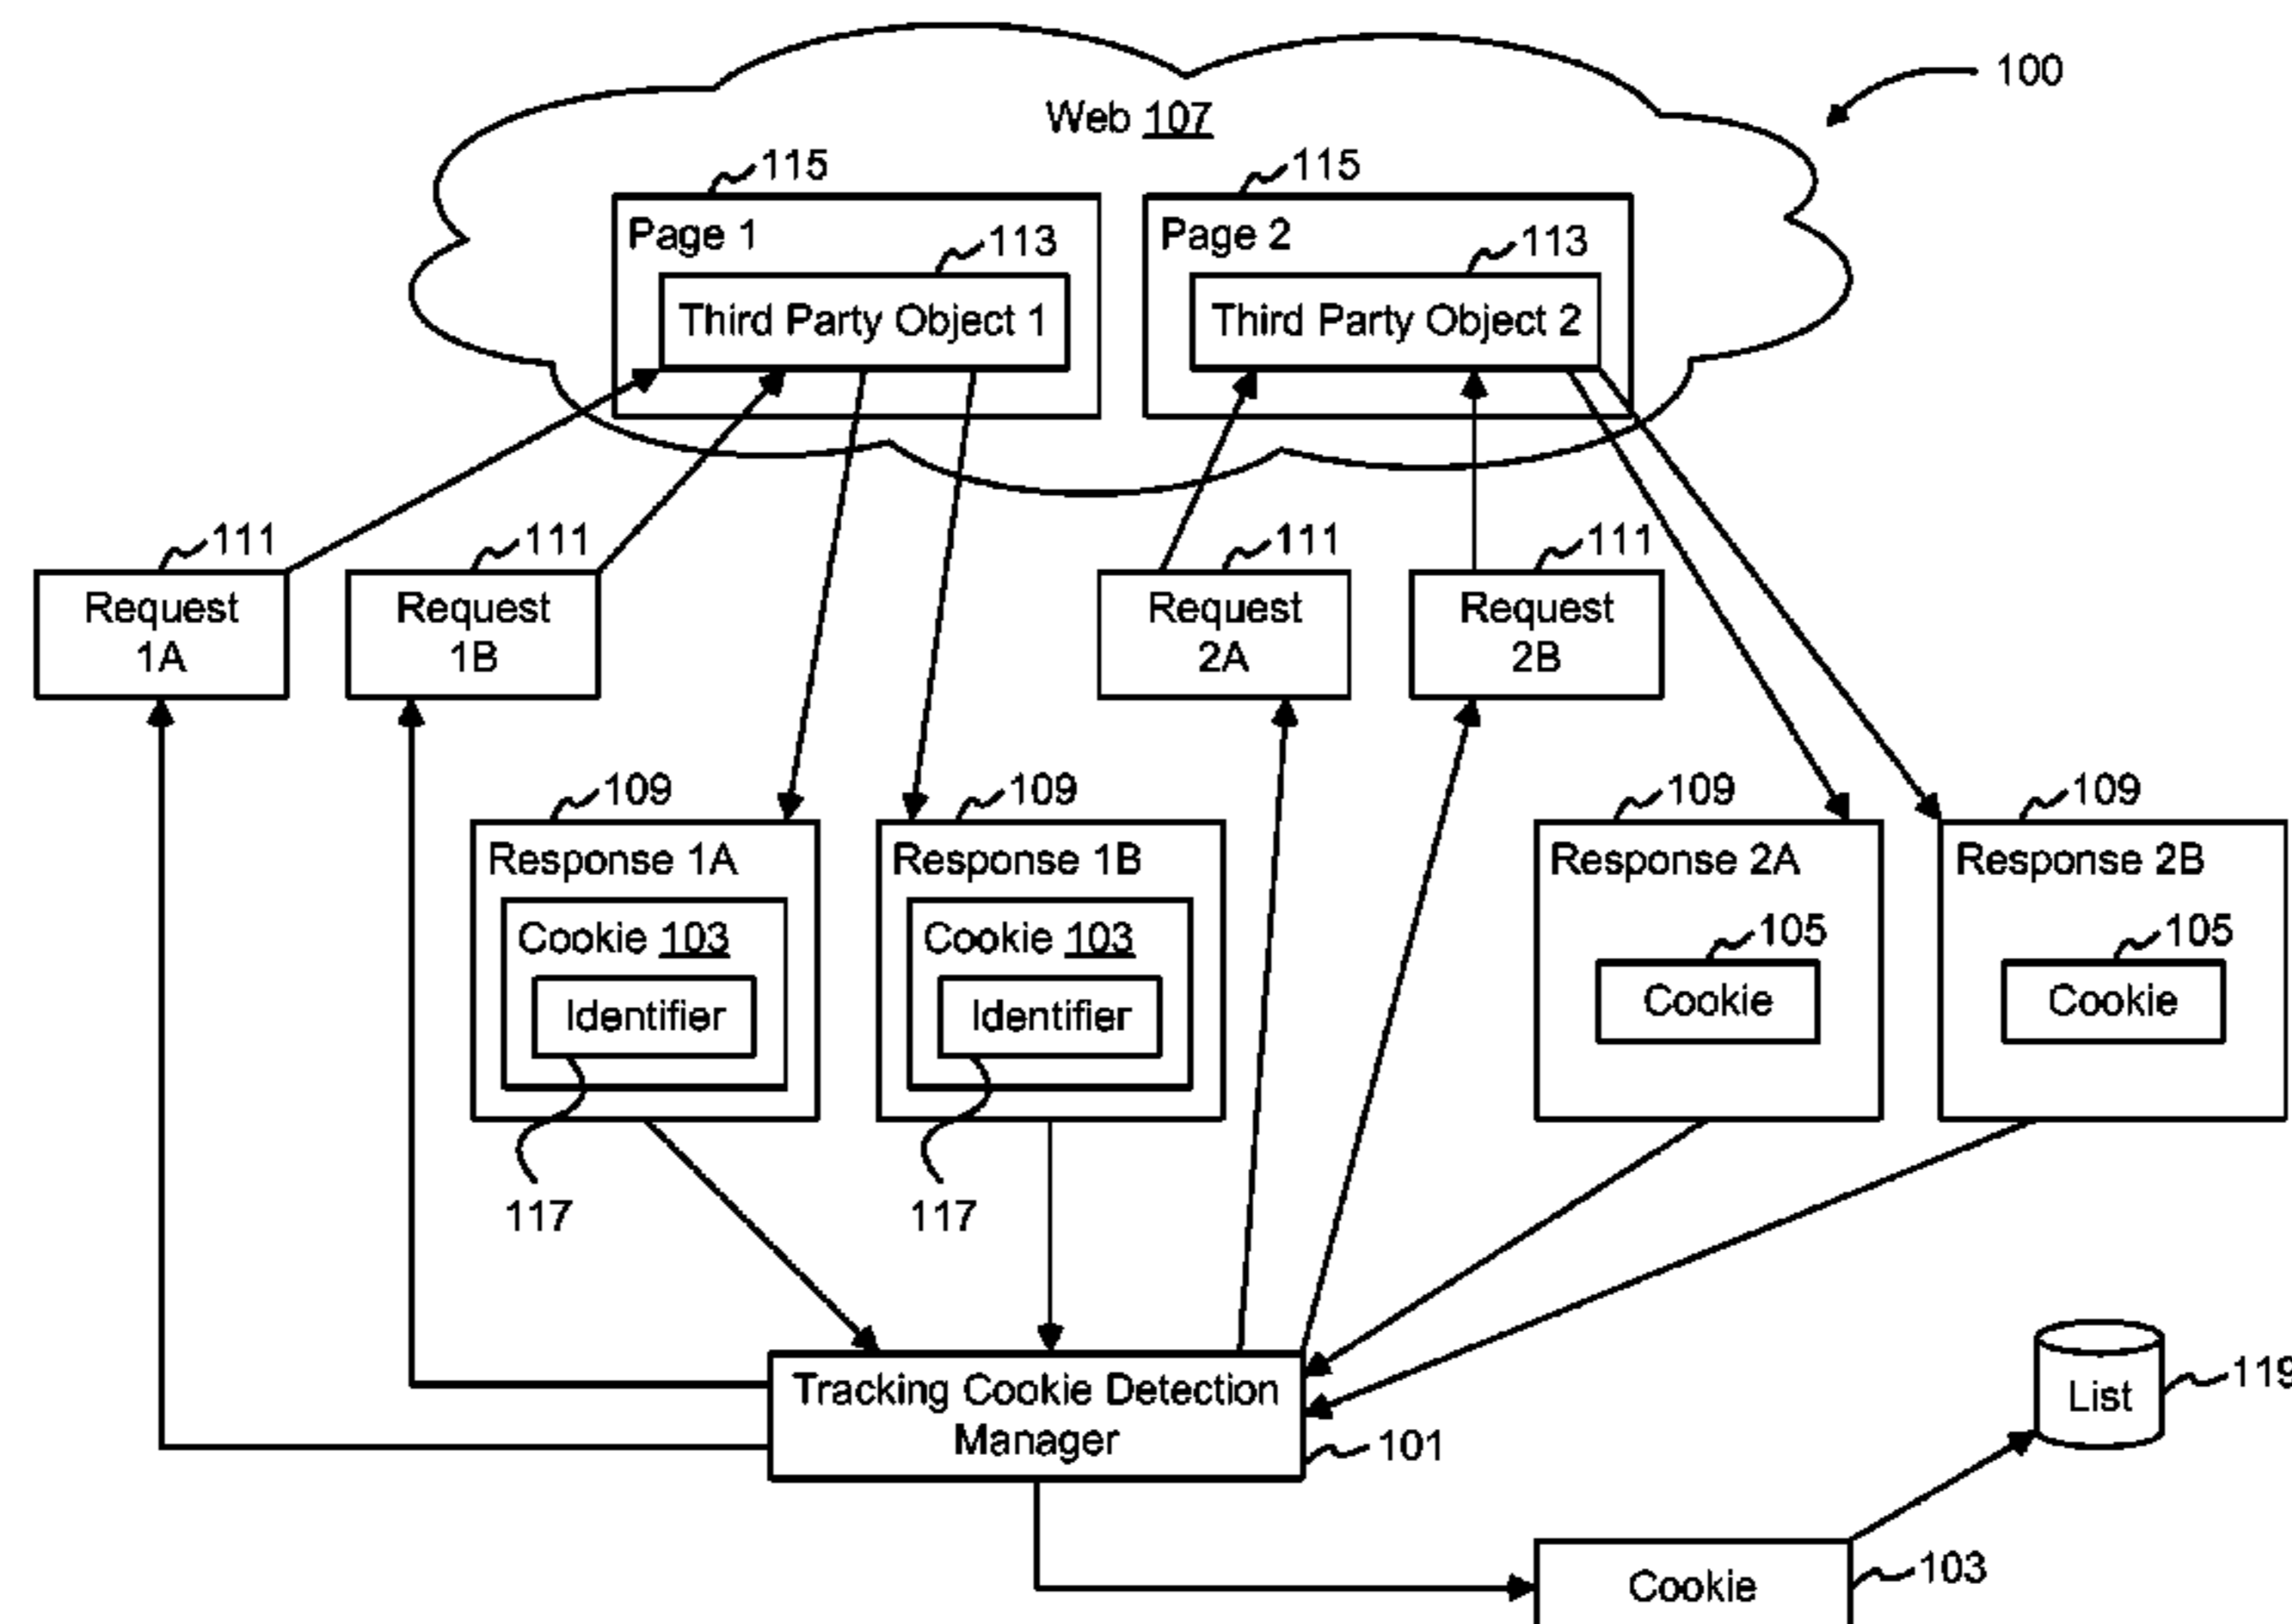 100
Web 107
115
115
Page 1
113
Page 2
113
Third Party Object 1
Third Party Object 2
111
111
111
111
Request
1A
Request
1B
Request
2A
Request
2B
109
109
109
109
Response 1A
Response 1B
Response 2A
Response 2B
Cookie 103
Cookie 103
105
105
Identifier
Identifier
Cookie
Cookie
117
117
Tracking Cookie Detection
Manager
101
List
119
Cookie
103